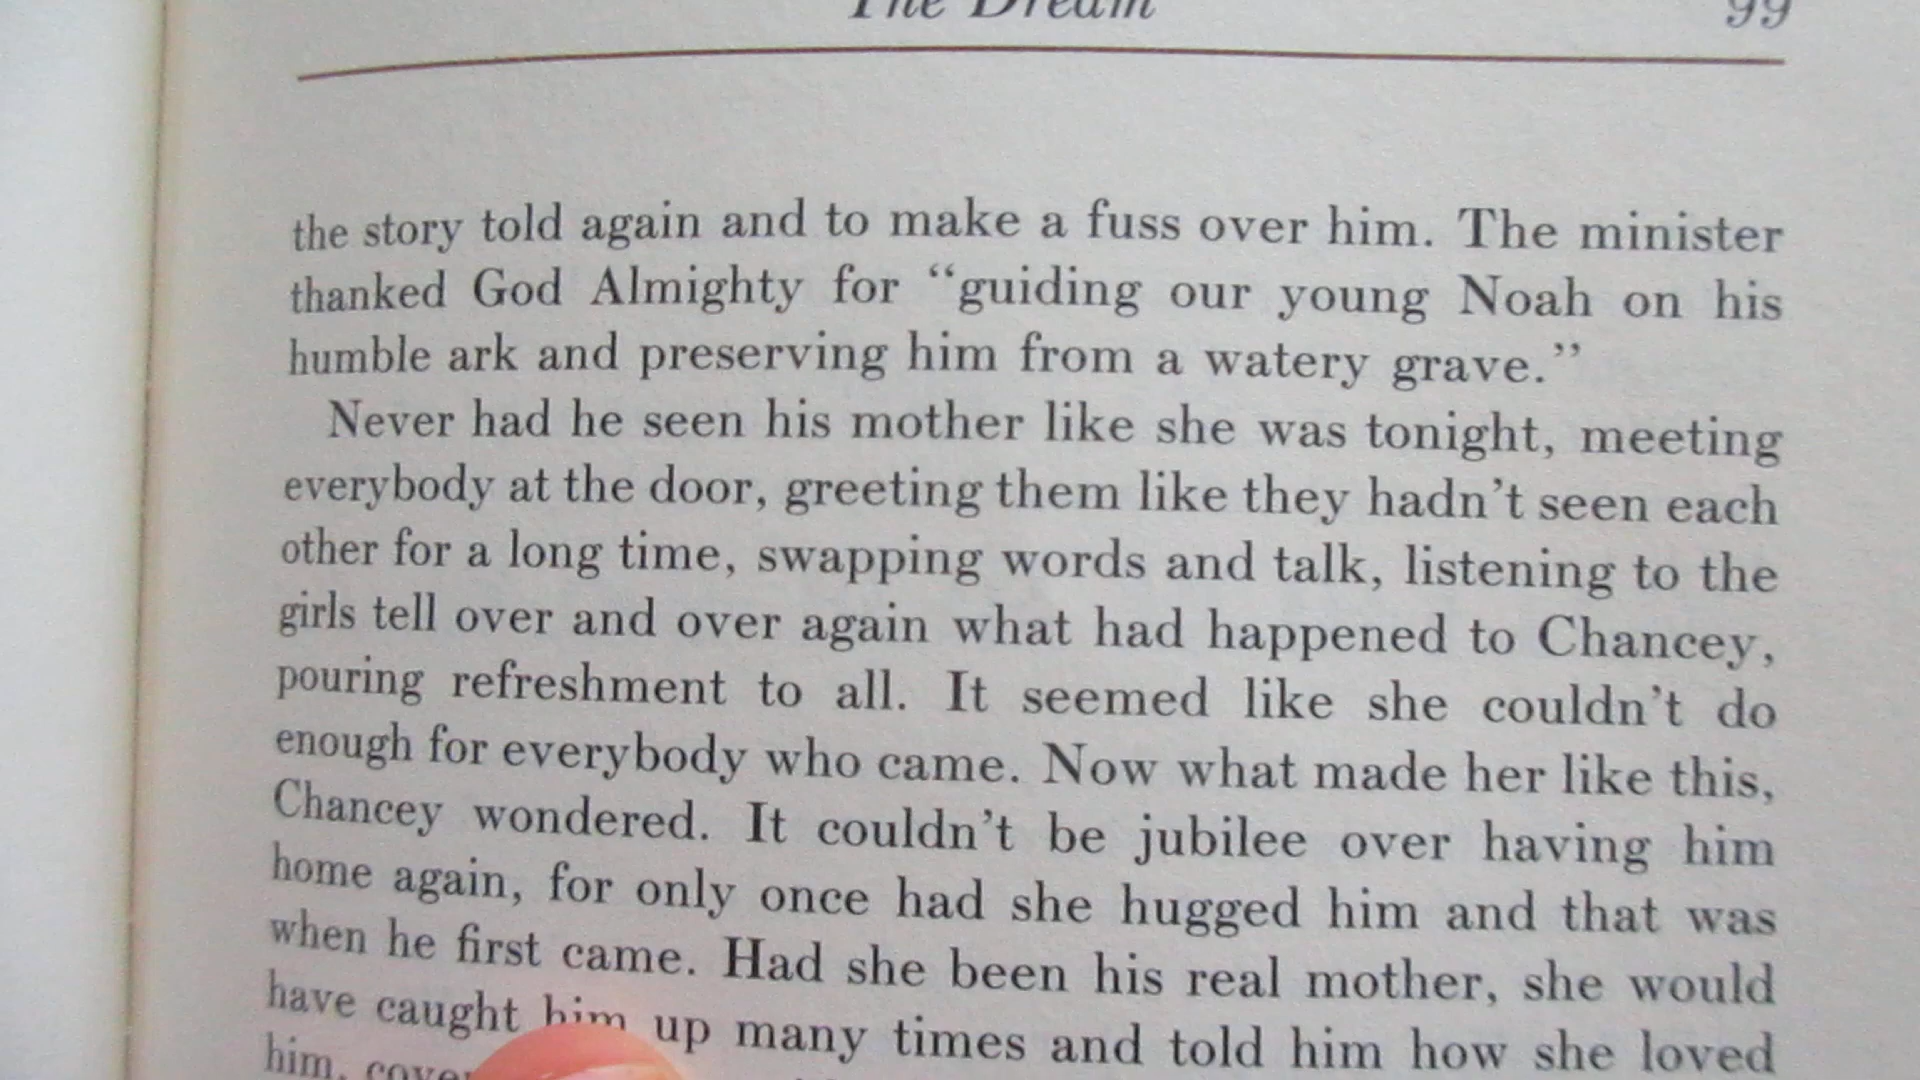 The Dream 99
the story told again and to make a fuss over him. The minister
thanked God Almighty for “guiding our young Noah on his
humble ark and preserving him from a watery grave.”
Never had he seen his mother like she was tonight, meeting
everybody at the door, greeting them like they hadn’t seen each
other for a long time, swapping words and talk, listening to the
girls tell over and over again what had happened to Chancey,
pouring refreshment to all. It seemed like she couldn’t do
enough for everybody who came. Now what made her like this,
Chancey wondered. It couldn’t be jubilee over having him
home again, for only once had she hugged him and that was
when he first came. Had she been his real mother, she would
have caught him up many times and told him how she loved
him,